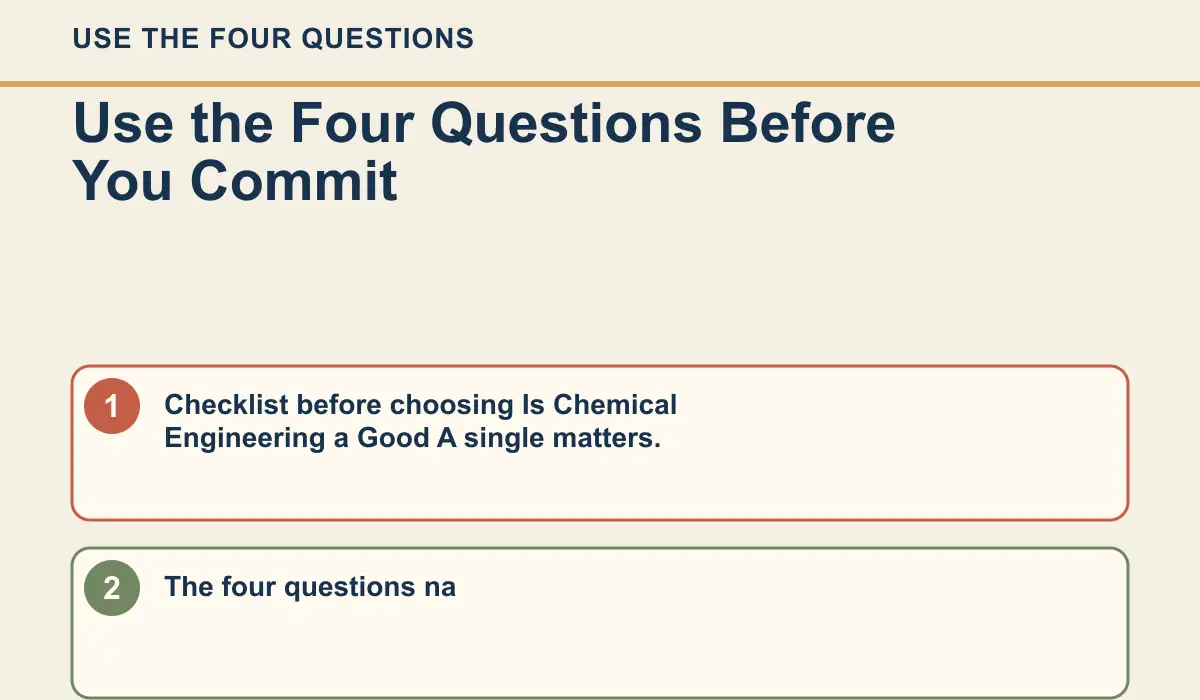 USE THE FOUR QUESTIONS
Use the Four Questions Before
You Commit
1
Checklist before choosing Is Chemical
Engineering a Good A single matters.
2
The four questions na